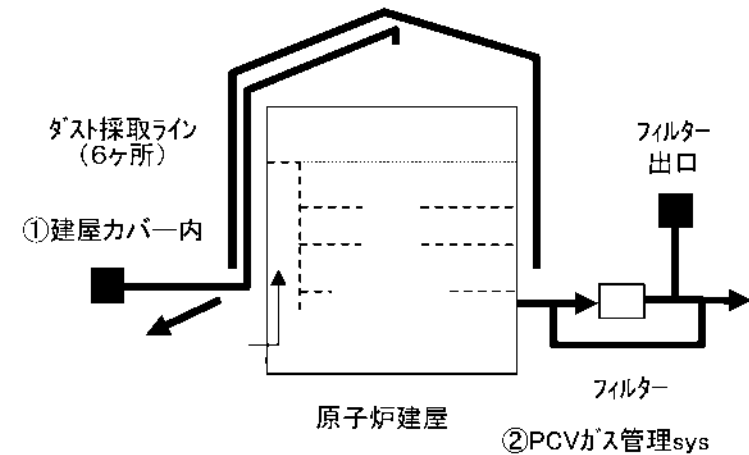 ﾀﾞｽﾄ採取ﾗｲﾝ
（6ヶ所）
①建屋カバー内
フィルター
出口
原子炉建屋
フィルター
②PCVｶﾞｽ管理sys